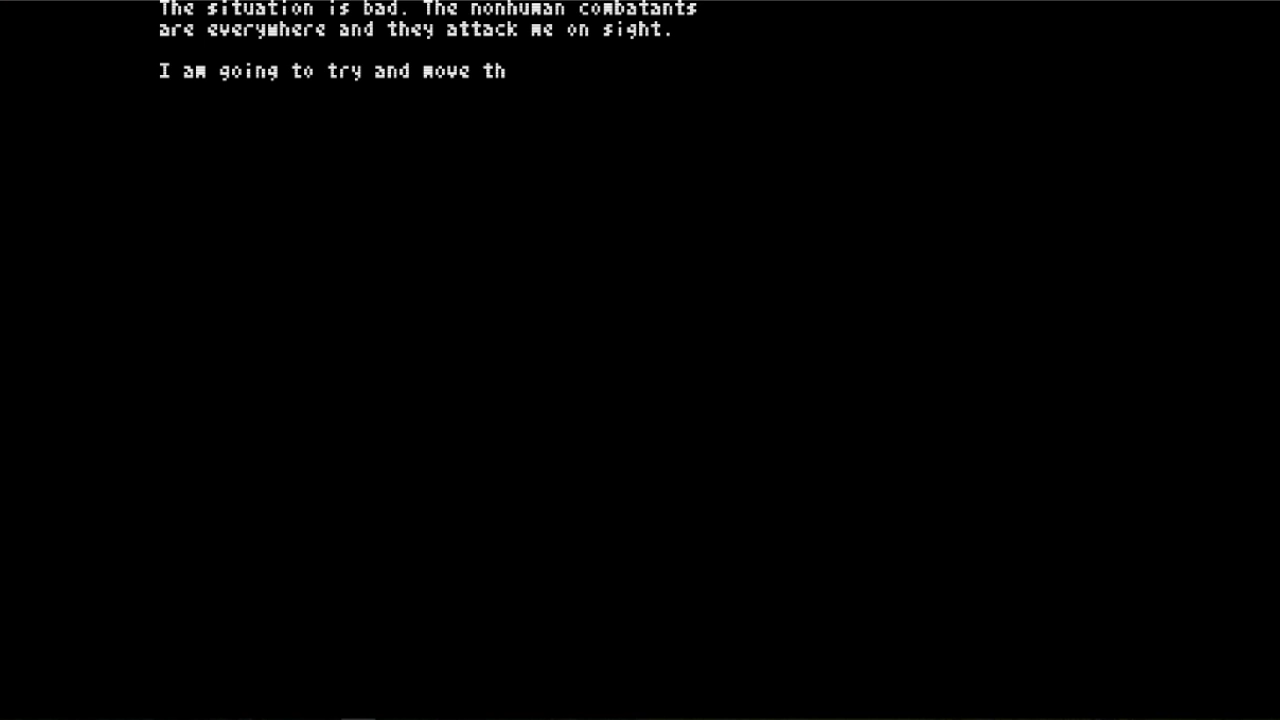 The situation is bad. The nonhuman combatants
are everywhere and they attack me on sight.
I am going to try and move th